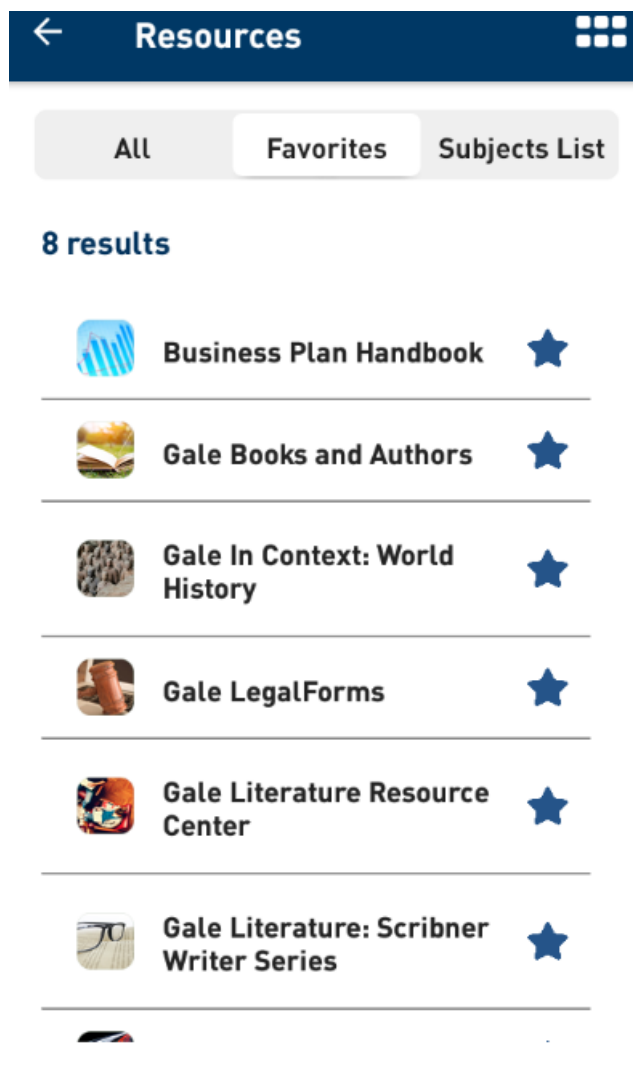 Resources
All Favorites Subjects List
8 results
Business Plan Handbook
Gale Books and Authors
Gale In Context: World
History
Gale LegalForms
Gale Literature Resource
Center
Gale Literature: Scribner
Writer Series